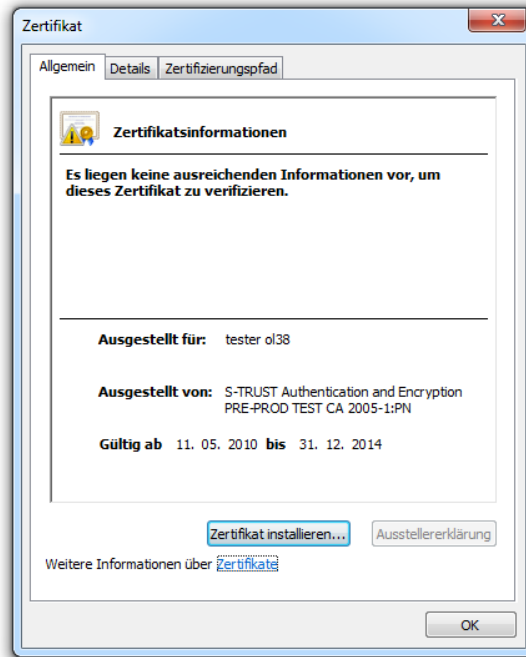 Zertifikat
Allgemein Details Zertifizierungspfad
Zertifikatsinformationen
Es liegen keine ausreichenden Informationen vor, um
dieses Zertifikat zu verifizieren.
Ausgestellt für: tester ol38
Ausgestellt von: S-TRUST Authentication and Encryption
PRE-PROD TEST CA 2005-1:PN
Gültig ab 11. 05. 2010 bis 31. 12. 2014
Zertifikat installieren... Ausstellererklärung
Weitere Informationen über Zertifikate
OK